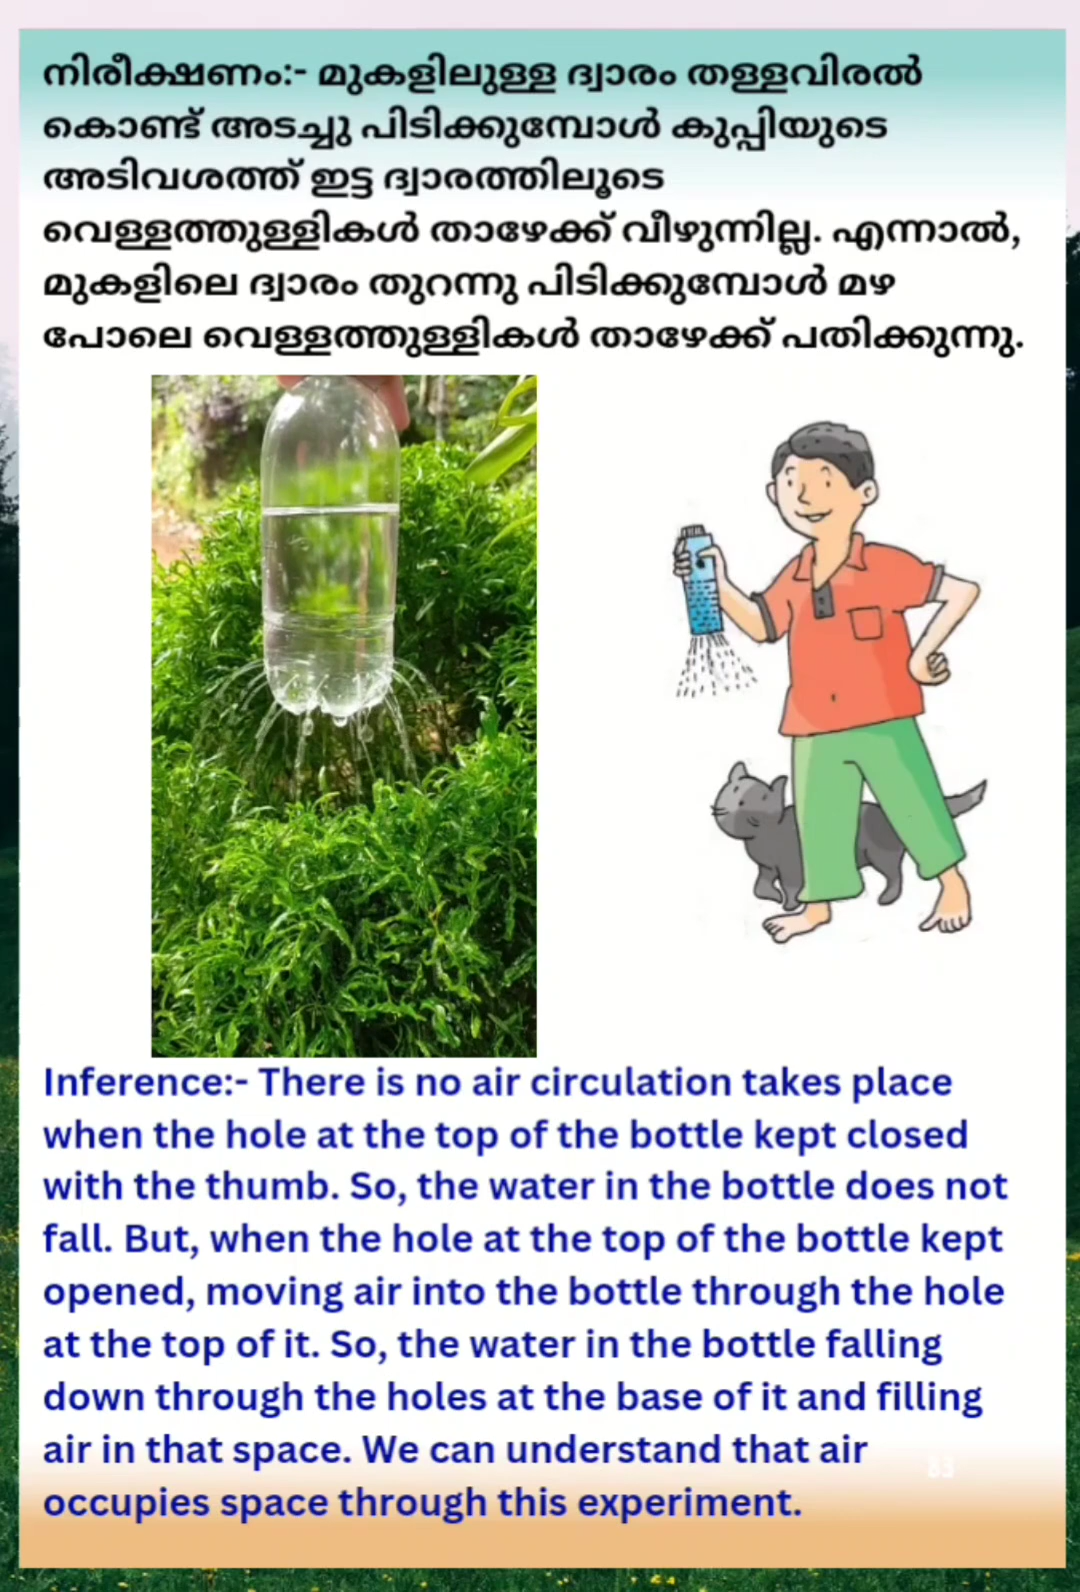 നിരീക്ഷണം:- മുകളിലുള്ള ദ്വാരം തള്ളവിരൽ
കൊണ്ട് അടച്ചു പിടിക്കുമ്പോൾ കുപ്പിയുടെ
അടിവശത്ത് ഇട്ട ദ്വാരത്തിലൂടെ
വെള്ളത്തുള്ളികൾ താഴേക്ക് വീഴുന്നില്ല. എന്നാൽ,
മുകളിലെ ദ്വാരം തുറന്നു പിടിക്കുമ്പോൾ മഴ
പോലെ വെള്ളത്തുള്ളികൾ താഴേക്ക് പതിക്കുന്നു.
Inference:- There is no air circulation takes place
when the hole at the top of the bottle kept closed
with the thumb. So, the water in the bottle does not
fall. But, when the hole at the top of the bottle kept
opened, moving air into the bottle through the hole
at the top of it. So, the water in the bottle falling
down through the holes at the base of it and filling
air in that space. We can understand that air
occupies space through this experiment.
83